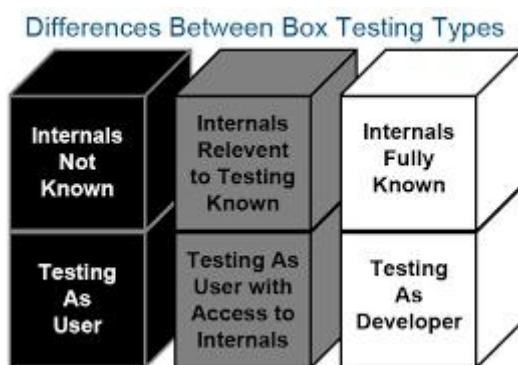 Differences Between Box Testing Types
Internals
Not
Known
Testing
As
User
Internals
Relevent
to Testing
Known
Testing As
User with
Access to
Internals
Internals
Fully
Known
Testing
As
Developer